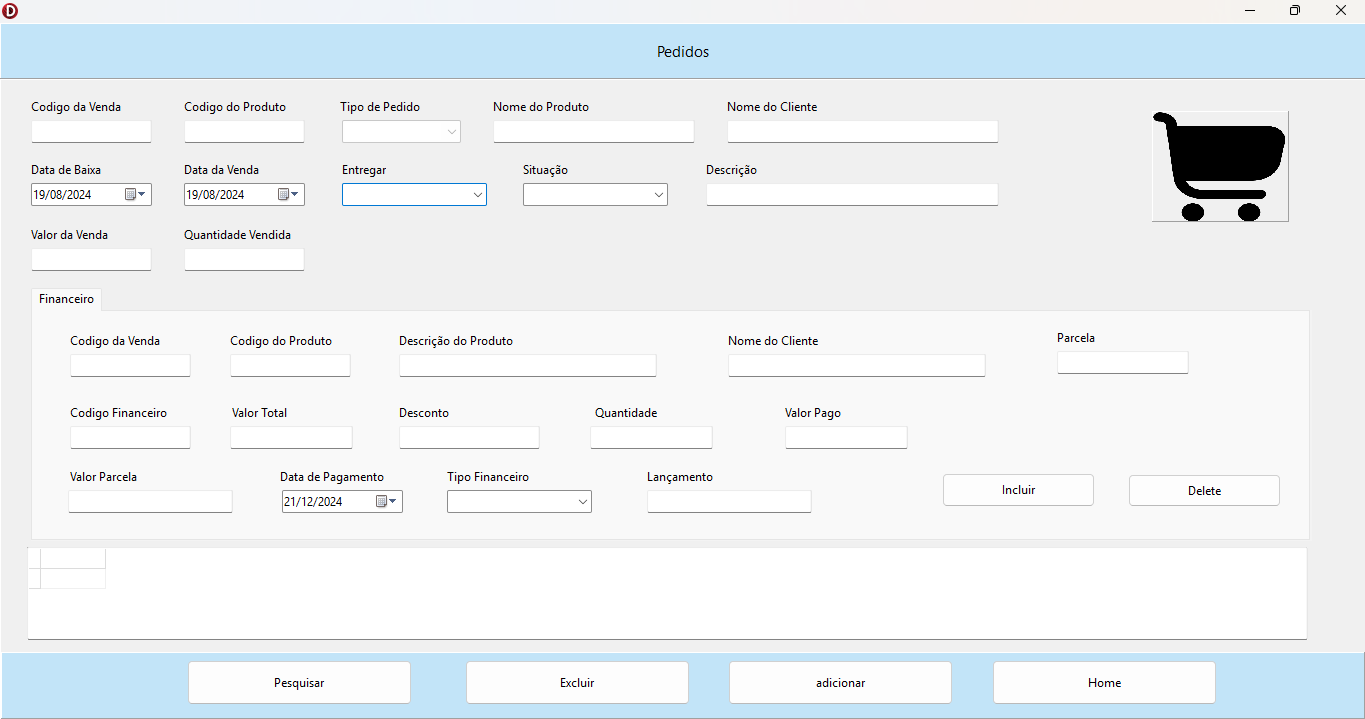 D
Pedidos
Codigo da Venda Codigo do Produto Tipo de Pedido Nome do Produto Nome do Cliente
Data de Baixa Data da Venda Entregar Situação Descrição
19/08/2024 19/08/2024
Valor da Venda Quantidade Vendida
Financeiro
Codigo da Venda Codigo do Produto Descrição do Produto Nome do Cliente Parcela
Codigo Financeiro Valor Total Desconto Quantidade Valor Pago
Valor Parcela Data de Pagamento Tipo Financeiro Lançamento
21/12/2024 Incluir Delete
Pesquisar Excluir adicionar Home